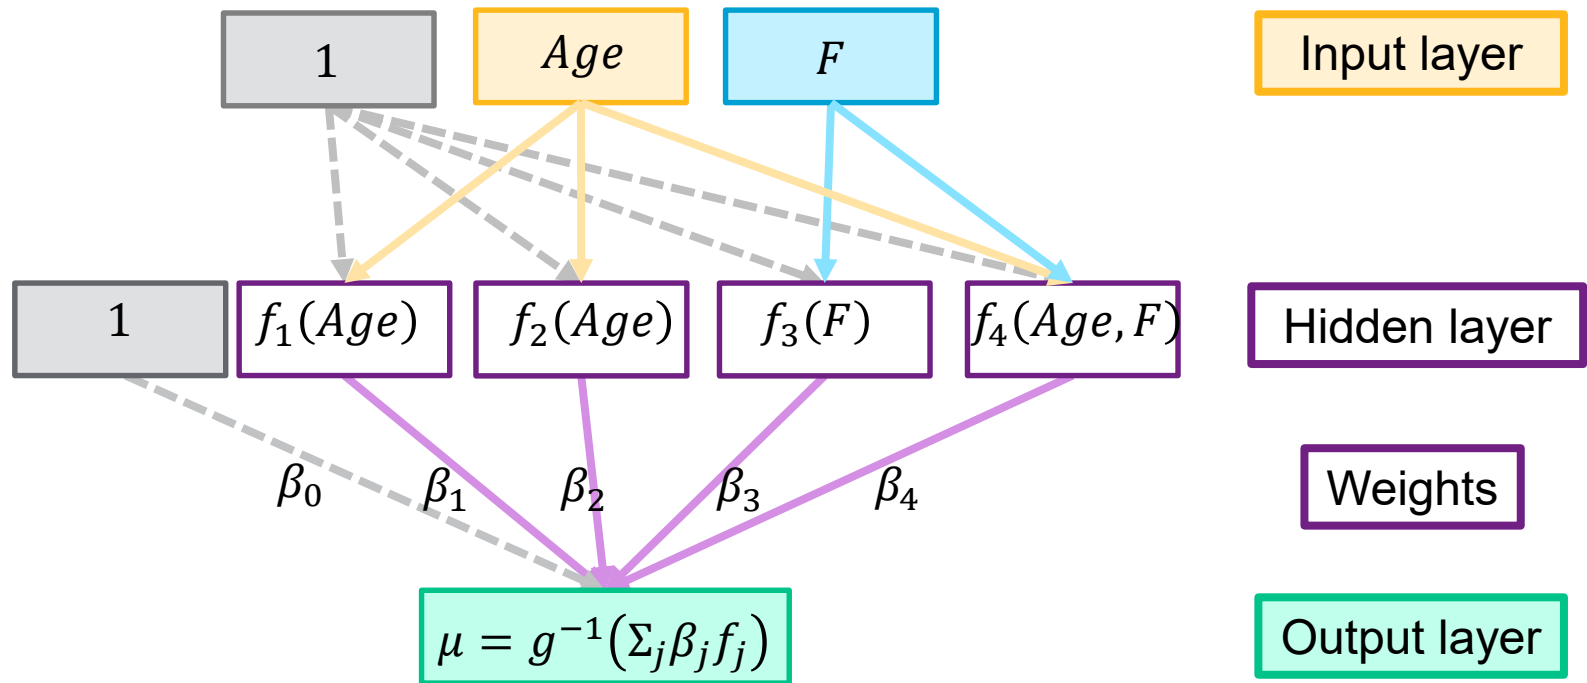 1
Age
F
Input layer
1
f₁(Age)
f₂(Age)
f₃(F)
f₄(Age, F)
Hidden layer
β₀
β₁
β₂
β₃
β₄
Weights
μ = g⁻¹(Σⱼβⱼfⱼ)
Output layer